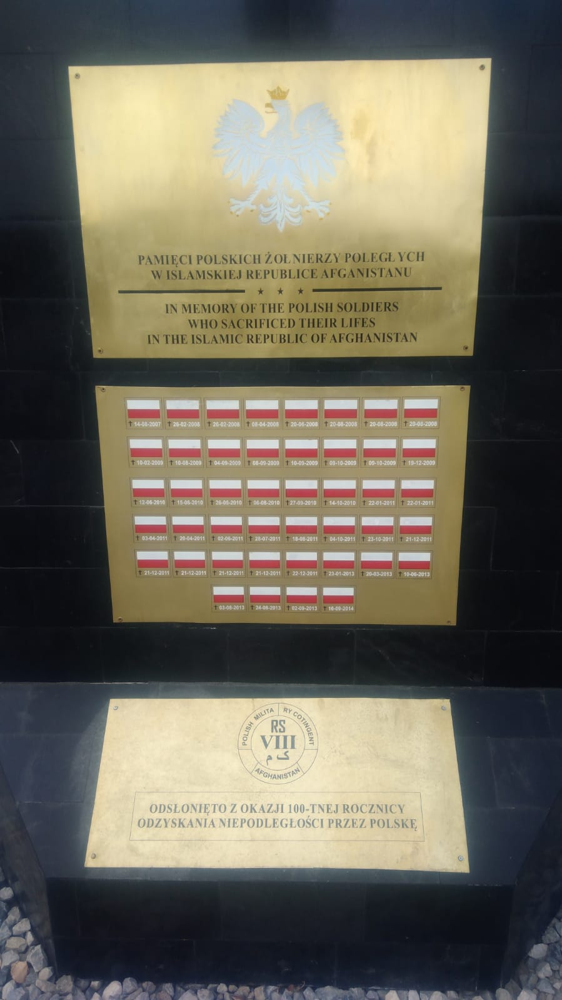 PAMIĘCI POLSKICH ŻOŁNIERZY POLEGŁYCH
W ISLAMSKIEJ REPUBLICE AFGANISTANU
IN MEMORY OF THE POLISH SOLDIERS
WHO SACRIFICED THEIR LIFES
IN THE ISLAMIC REPUBLIC OF AFGHANISTAN
14-08-2007 26-02-2008 26-02-2008 08-04-2008 20-06-2008 20-08-2008 20-08-2008 20-08-2008
10-02-2009 10-08-2009 04-09-2009 08-09-2009 10-09-2009 09-10-2009 09-10-2009 19-12-2009
12-06-2010 15-06-2010 26-06-2010 06-08-2010 27-09-2010 14-10-2010 22-01-2011 22-01-2011
03-04-2011 20-04-2011 02-06-2011 28-07-2011 18-08-2011 04-10-2011 23-10-2011 21-12-2011
21-12-2011 21-12-2011 21-12-2011 21-12-2011 22-12-2011 23-01-2013 20-03-2013 10-06-2013
03-08-2013 24-08-2013 02-09-2013 16-09-2014
POLISH MILITA RY COTINGENT
RS
VIII
م ک
AFGHANISTAN
ODSŁONIĘTO Z OKAZJI 100-TNEJ ROCZNICY
ODZYSKANIA NIEPODLEGŁOŚCI PRZEZ POLSKĘ